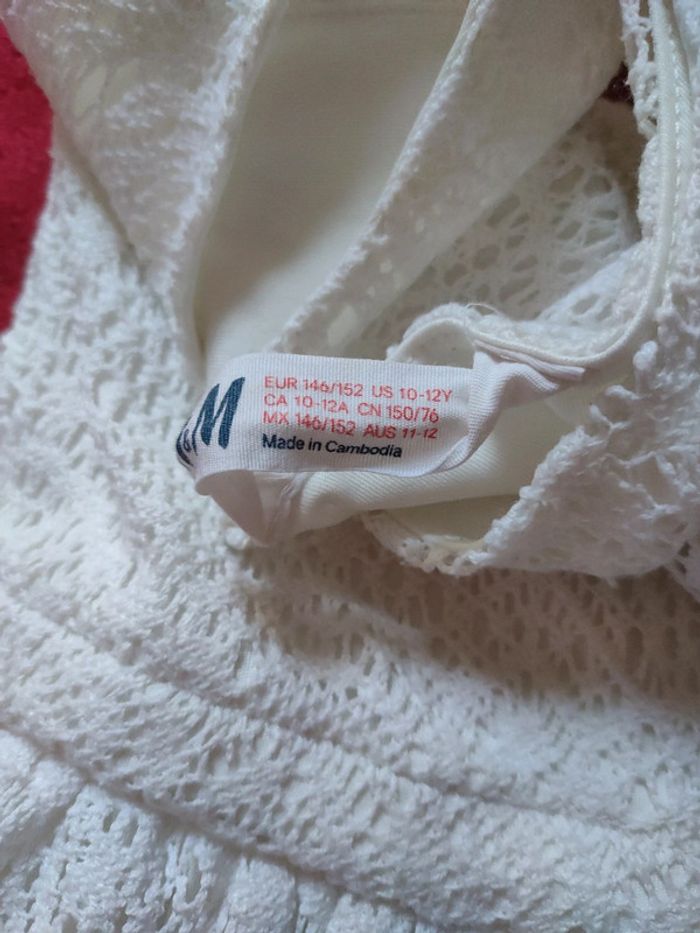 &M
EUR 146/152 US 10-12Y
CA 10-12A CN 150/76
MX 146/152 AUS 11-12
Made in Cambodia